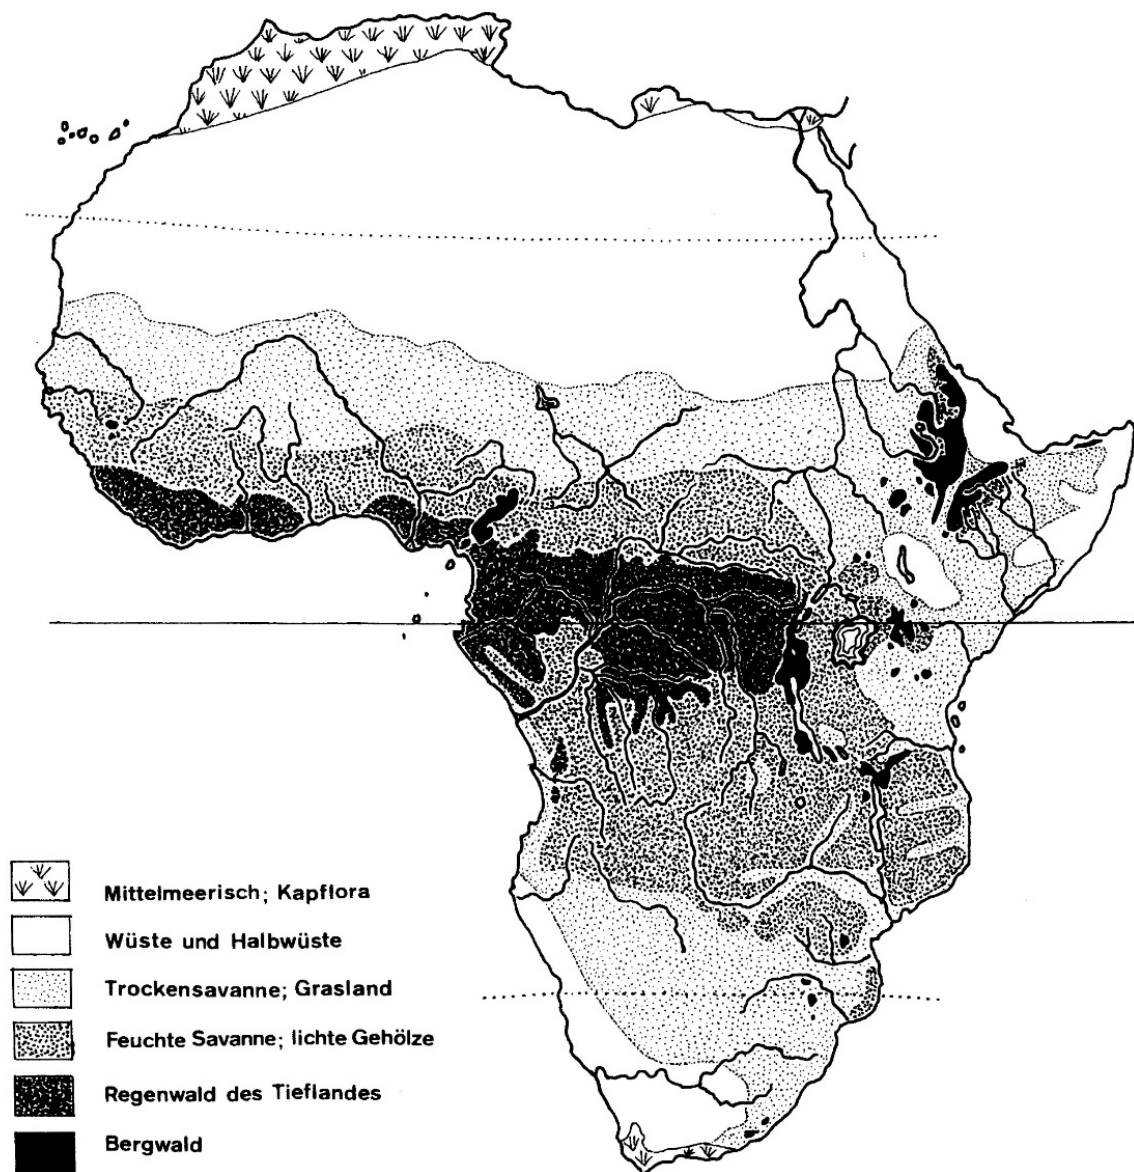 Mittelmeerisch; Kapflora
Wüste und Halbwüste
Trockensavanne; Grasland
Feuchte Savanne; lichte Gehölze
Regenwald des Tieflandes
Bergwald